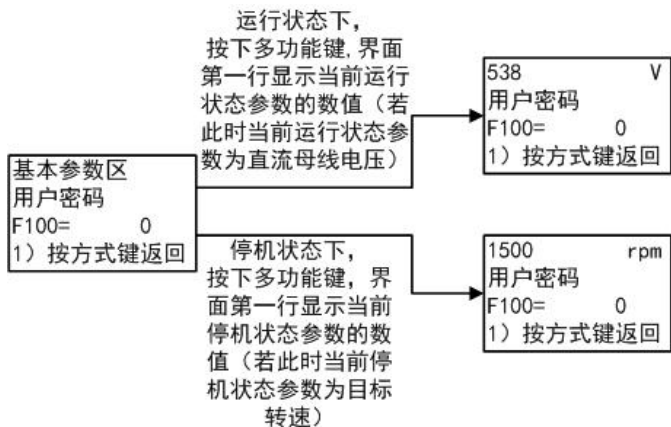 运行状态下，
按下多功能键，界面
第一行显示当前运行
状态参数的数值（若
此时当前运行状态参
数为直流母线电压）
538 V
用户密码
F100= 0
1）按方式键返回
基本参数区
用户密码
F100= 0
1）按方式键返回
停机状态下，
按下多功能键，界
面第一行显示当前
停机状态参数的数
值（若此时当前停
机状态参数为目标
转速）
1500 rpm
用户密码
F100= 0
1）按方式键返回